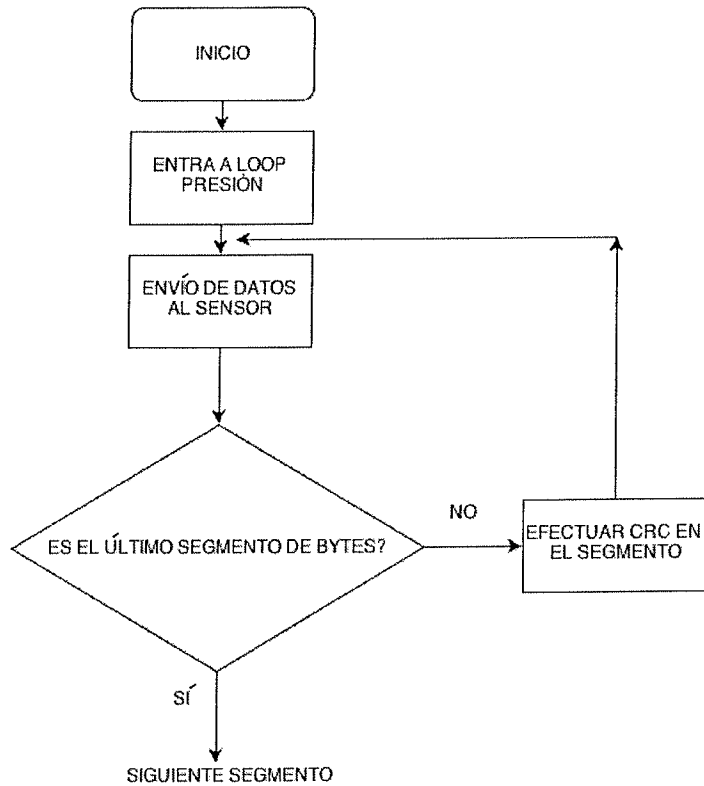 INICIO
ENTRA A LOOP
PRESIÓN
ENVÍO DE DATOS
AL SENSOR
ES EL ÚLTIMO SEGMENTO DE BYTES?
NO
EFECTUAR CRC EN
EL SEGMENTO
SÍ
SIGUIENTE SEGMENTO